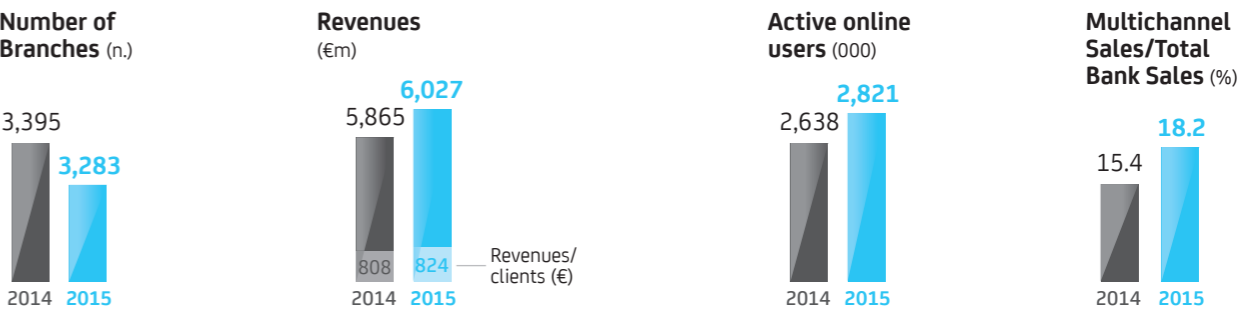 Number of
Branches (n.)
3,395
3,283
2014 2015
Revenues
(€m)
5,865
6,027
808
824
Revenues/
clients (€)
2014 2015
Active online
users (000)
2,638
2,821
2014 2015
Multichannel
Sales/Total
Bank Sales (%)
15.4
18.2
2014 2015